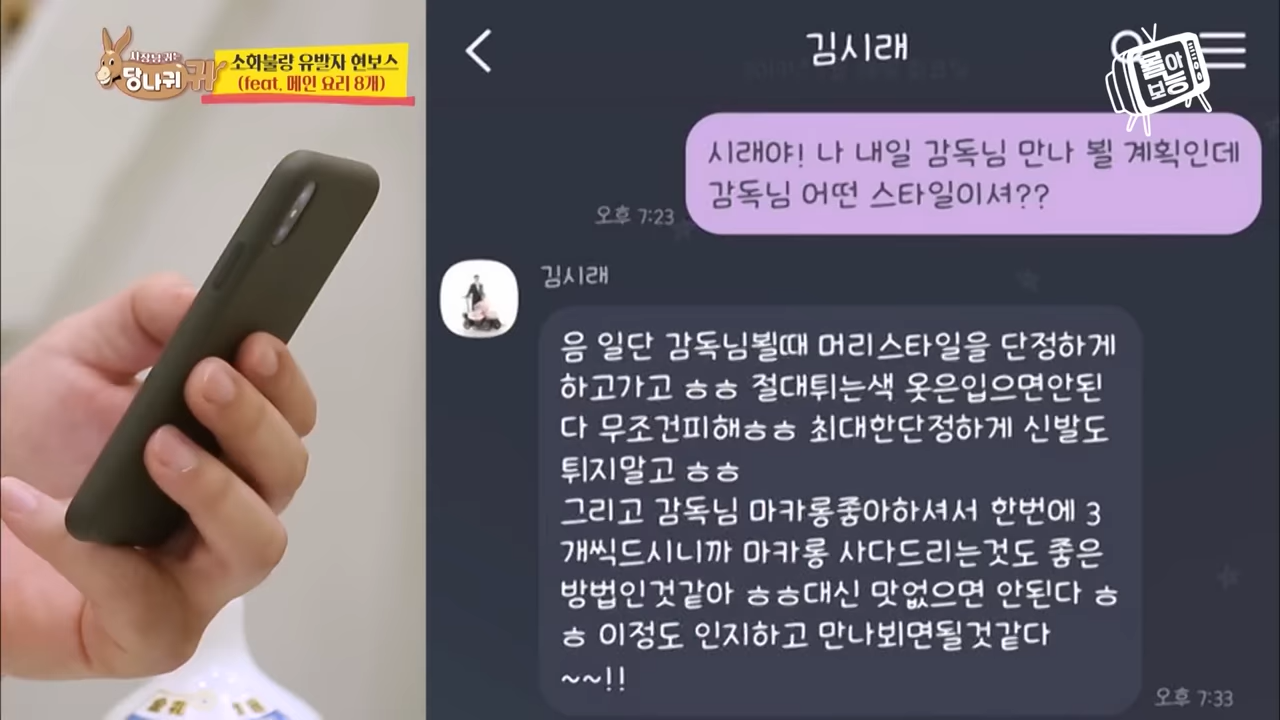 사장님 귀는
당나귀 귀
소화불량 유발자 현보스
(feat. 메인 요리 8개)
김시래
몰아
보능
시래야! 나 내일 감독님 만나 뵐 계획인데
감독님 어떤 스타일이셔??
오후 7:23
김시래
음 일단 감독님뵐때 머리스타일을 단정하게
하고가고 ㅎㅎ 절대튀는색 옷은입으면안된
다 무조건피해ㅎㅎ 최대한단정하게 신발도
튀지말고 ㅎㅎ
그리고 감독님 마카롱좋아하셔서 한번에 3
개씩드시니까 마카롱 사다드리는것도 좋은
방법인것같아 ㅎㅎ대신 맛없으면 안된다 ㅎ
ㅎ 이정도 인지하고 만나뵈면될것같다
~~!!
오후 7:33